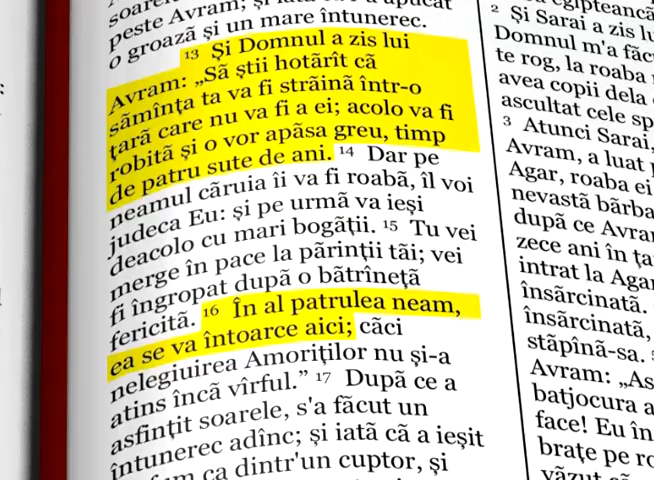 peste Avram; și
o groază și un mare întunerec.
13 Și Domnul a zis lui
Avram: „Să știi hotărît că
sămînța ta va fi străină într-o
țară care nu va fi a ei; acolo va fi
robită și o vor apăsa greu, timp
de patru sute de ani. 14 Dar pe
neamul căruia îi va fi roabă, îl voi
judeca Eu: și pe urmă va ieși
deacolo cu mari bogății. 15 Tu vei
merge în pace la părinții tăi; vei
fi îngropat după o bătrîneță
fericită. 16 În al patrulea neam,
ea se va întoarce aici; căci
nelegiuirea Amoriților nu și-a
atins încă vîrful.” 17 După ce a
asfințit soarele, s'a făcut un
întunerec adînc; și iată că a ieșit
ca dintr'un cuptor, și
2 Și Sarai a zis lu
Domnul m'a făcu
te rog, la roaba
avea copii dela
ascultat cele sp
3 Atunci Sarai,
Avram, a luat p
Agar, roaba ei
nevastă bărba
după ce Avra
zece ani în ța
intrat la Aga
însărcinată.
însărcinată,
stăpînă-sa.
Avram: „As
batjocura a
face! Eu în
brațe pe ro
văzut că